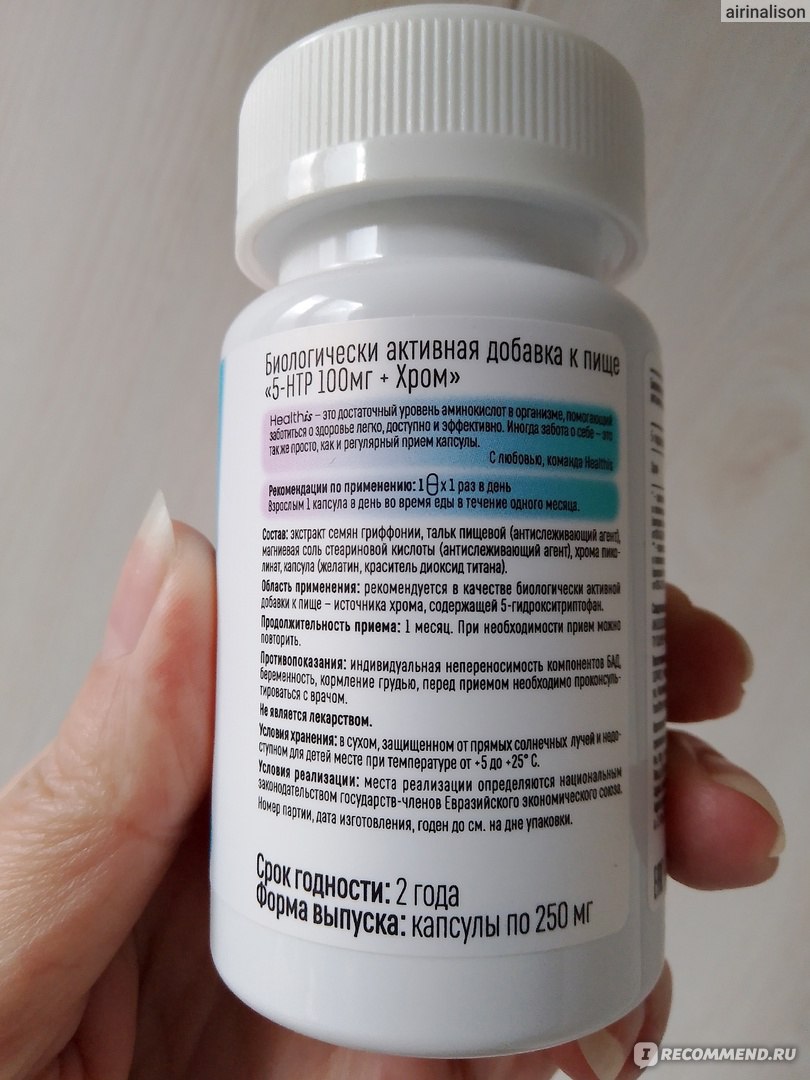 airinalison
Биологически активная добавка к пище
«5-HTP 100мг + Хром»
Healthis – это достаточный уровень аминокислот в организме, помогающий
заботиться о здоровье легко, доступно и эффективно. Иногда забота о себе – это
так же просто, как и регулярный прием капсулы.
С любовью, команда Healthis
Рекомендации по применению: 1 x 1 раз в день
Взрослым 1 капсула в день во время еды в течение одного месяца.
Состав: экстракт семян гриффонии, тальк пищевой (антислеживающий агент),
магниевая соль стеариновой кислоты (антислеживающий агент), хрома пико-
линат, капсула (желатин, краситель диоксид титана).
Область применения: рекомендуется в качестве биологически активной
добавки к пище – источника хрома, содержащей 5-гидрокситриптофан.
Продолжительность приема: 1 месяц. При необходимости прием можно
повторить.
Противопоказания: индивидуальная непереносимость компонентов БАД,
беременность, кормление грудью, перед приемом необходимо проконсуль-
тироваться с врачом.
Не является лекарством.
Условия хранения: в сухом, защищенном от прямых солнечных лучей и недо-
ступном для детей месте при температуре от +5 до +25° С.
Условия реализации: места реализации определяются национальным
законодательством государств-членов Евразийского экономического союза.
Номер партии, дата изготовления, годен до см. на дне упаковки.
Срок годности: 2 года
Форма выпуска: капсулы по 250 мг
IRECOMMEND.RU